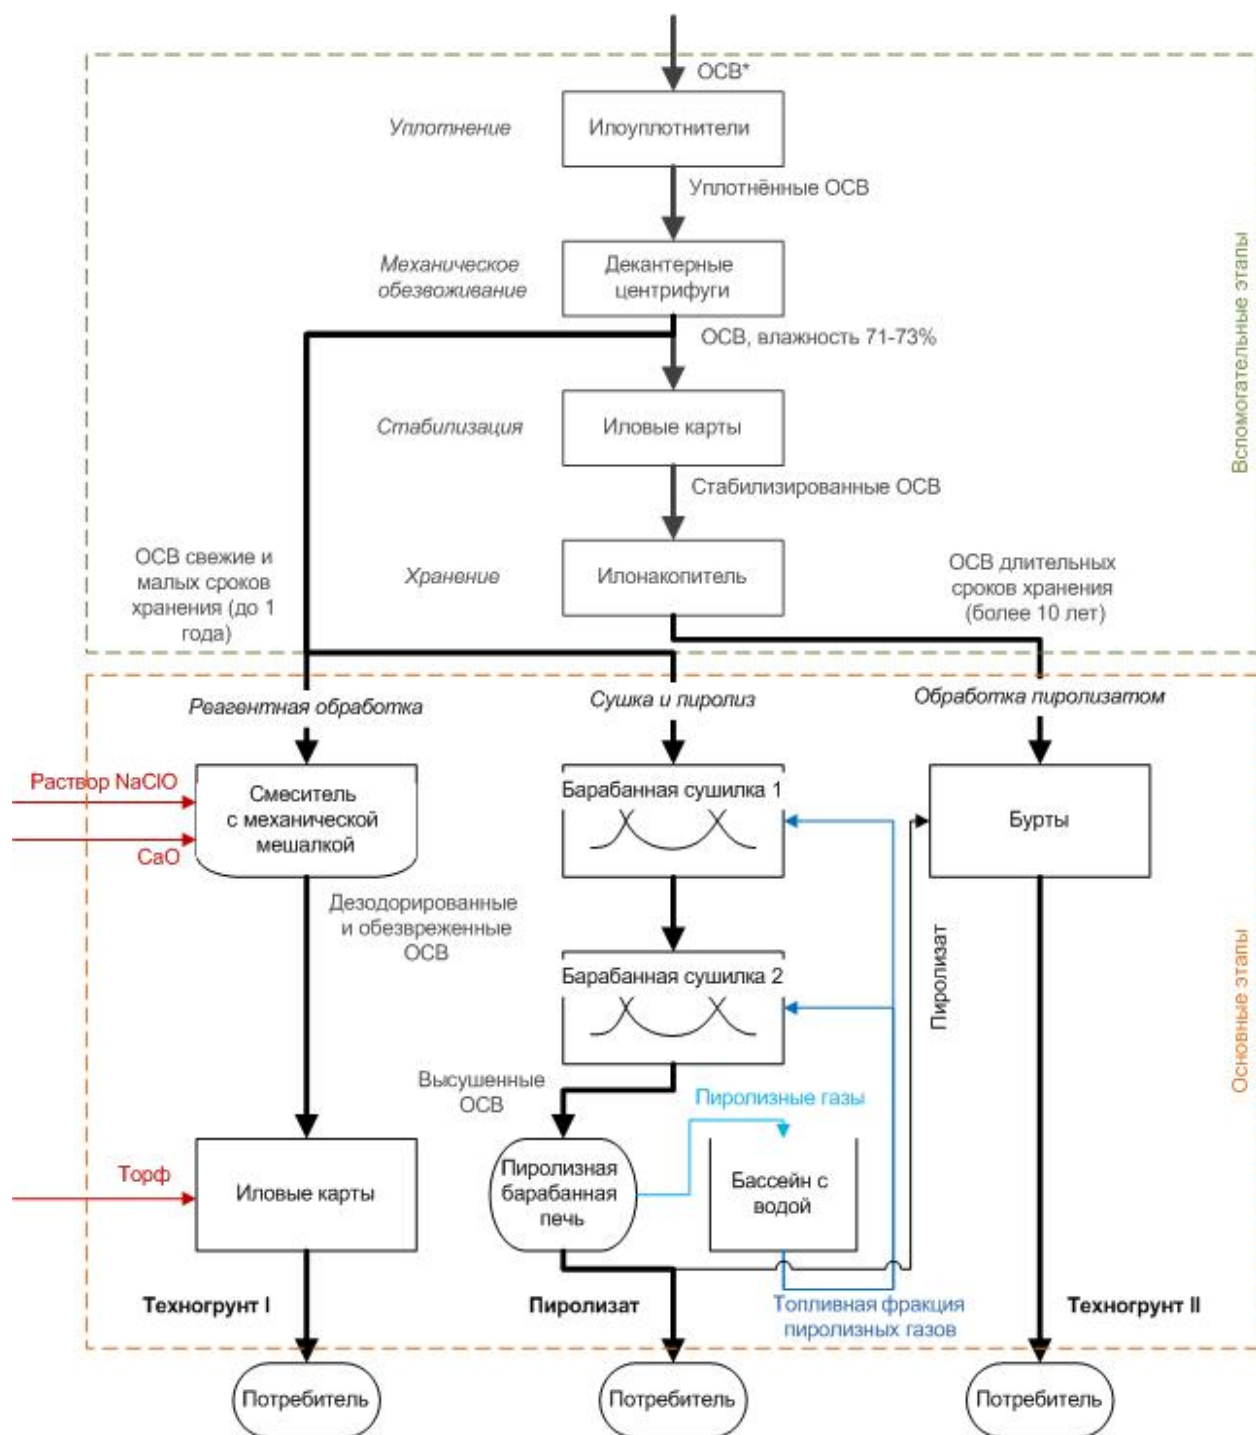 ОСВ*
Уплотнение
Илоуплотнители
Уплотнённые ОСВ
Механическое
обезвоживание
Декантерные
центрифуги
ОСВ, влажность 71-73%
Стабилизация
Иловые карты
Стабилизированные ОСВ
Вспомогательные этапы
ОСВ свежие и
малых сроков
хранения (до 1
года)
Хранение
Илонакопитель
ОСВ длительных
сроков хранения
(более 10 лет)
Реагентная обработка
Сушка и пиролиз
Обработка пиролизатом
Раствор NaClO
CaO
Смеситель
с механической
мешалкой
Барабанная сушилка 1
Бурты
Дезодорированные
и обезвреженные
ОСВ
Барабанная сушилка 2
Пиролизат
Основные этапы
Высушенные
ОСВ
Пиролизные газы
Торф
Иловые карты
Пиролизная
барабанная
печь
Бассейн с
водой
Техногрунт I
Пиролизат
Топливная фракция
пиролизных газов
Техногрунт II
Потребитель
Потребитель
Потребитель